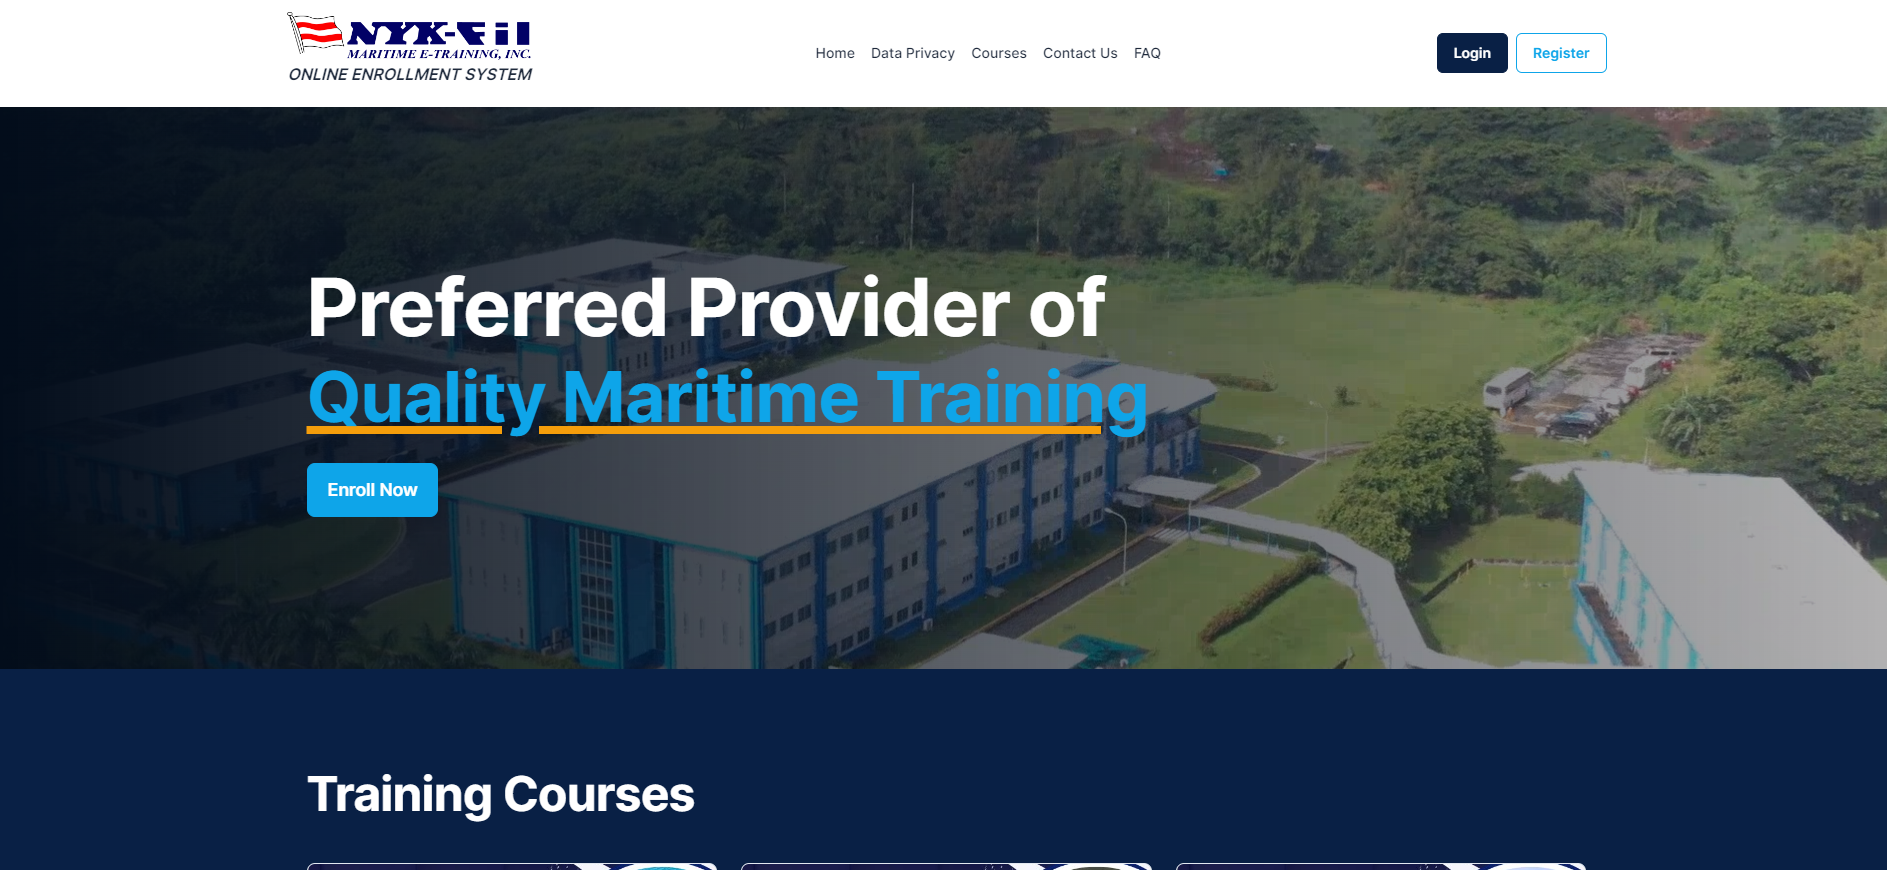 NYK-Fil
MARITIME E-TRAINING, INC.
ONLINE ENROLLMENT SYSTEM
Home Data Privacy Courses Contact Us FAQ
Login Register
Preferred Provider of
Quality Maritime Training
Enroll Now
Training Courses